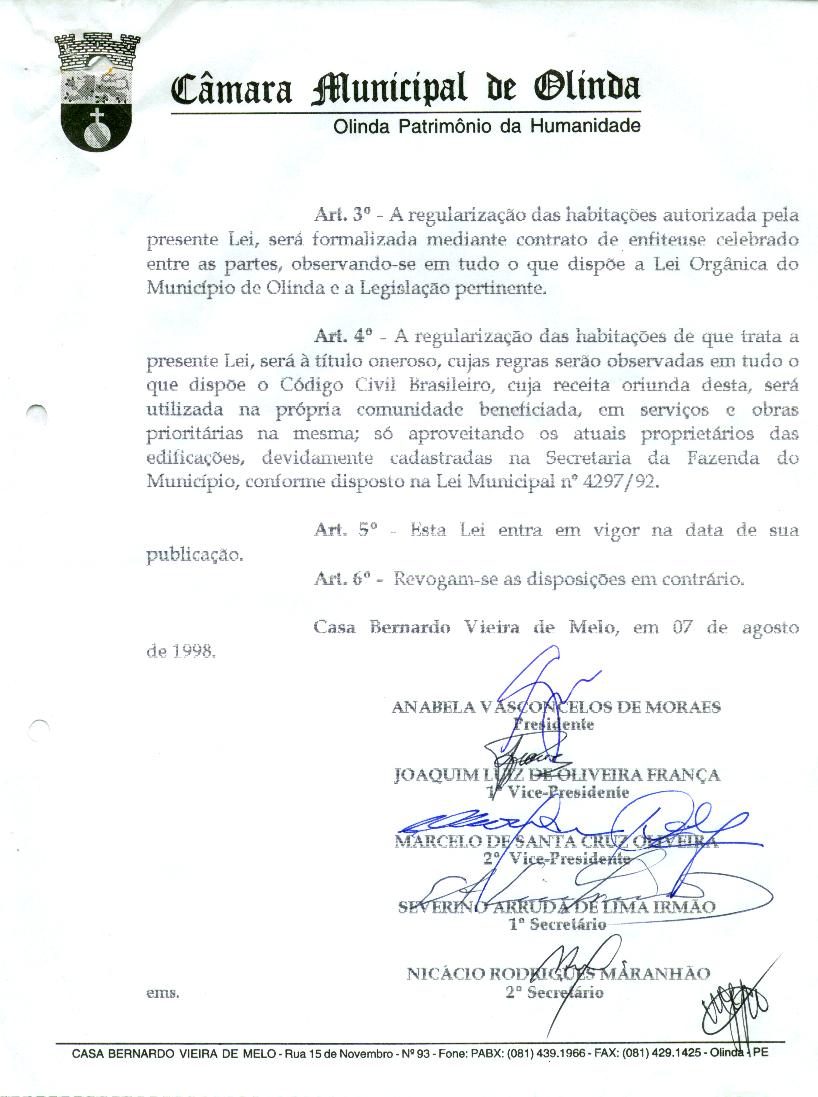 Câmara Municipal de Olinda
Olinda Patrimônio da Humanidade
Art. 3º - A regularização das habitações autorizada pela
presente Lei, será formalizada mediante contrato de enfiteuse celebrado
entre as partes, observando-se em tudo o que dispõe a Lei Orgânica do
Município de Olinda e a Legislação pertinente.
Art. 4º - A regularização das habitações de que trata a
presente Lei, será à título oneroso, cujas regras serão observadas em tudo o
que dispõe o Código Civil Brasileiro, cuja receita oriunda desta, será
utilizada na própria comunidade beneficiada, em serviços e obras
prioritárias na mesma; só aproveitando os atuais proprietários das
edificações, devidamente cadastradas na Secretaria da Fazenda do
Município, conforme disposto na Lei Municipal nº 4297/92.
Art. 5º - Esta Lei entra em vigor na data de sua
publicação.
Art. 6º - Revogam-se as disposições em contrário.
Casa Bernardo Vieira de Melo, em 07 de agosto
de 1998.
ANABELA VASCONCELOS DE MORAES
Presidente
JOAQUIM LUIZ DE OLIVEIRA FRANÇA
1º Vice-Presidente
MARCELO DE SANTA CRUZ OLIVEIRA
2º Vice-Presidente
SEVERINO ARRUDA DE LIMA IRMÃO
1º Secretário
NICÁCIO RODRIGUES MARANHÃO
2º Secretário
ems.
CASA BERNARDO VIEIRA DE MELO - Rua 15 de Novembro - Nº 93 - Fone: PABX: (081) 439.1966 - FAX: (081) 429.1425 - Olinda - PE